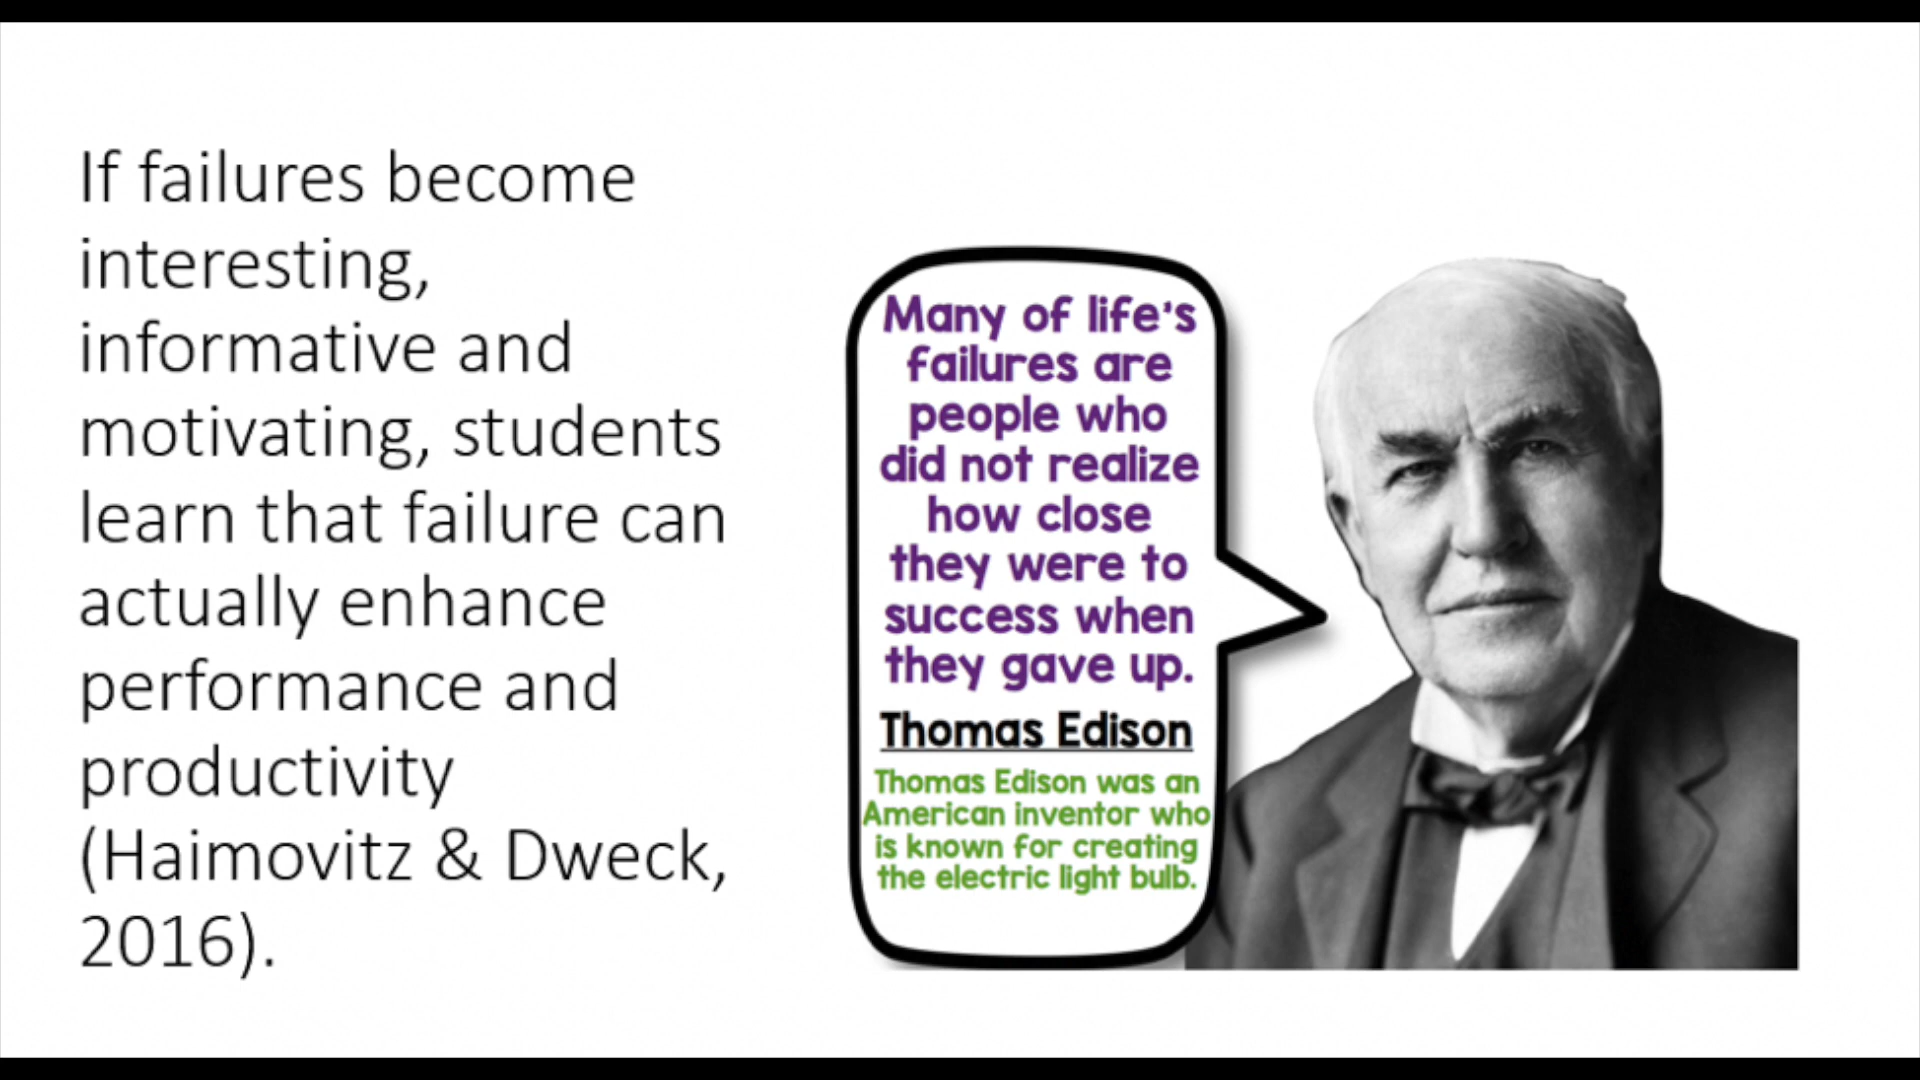 If failures become
interesting,
informative and
motivating, students
learn that failure can
actually enhance
performance and
productivity
(Haimovitz & Dweck,
2016).
Many of life's
failures are
people who
did not realize
how close
they were to
success when
they gave up.
Thomas Edison
Thomas Edison was an
American inventor who
is known for creating
the electric light bulb.